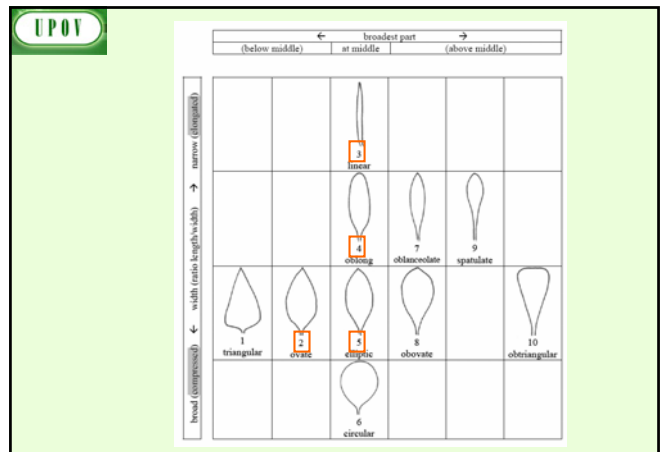 UPOV
← broadest part →
(below middle) at middle (above middle)
narrow (elongated)
→
width (ratio length/width)
←
broad (compressed)
3
linear
4 7 9
oblong oblanceolate spatulate
1 2 5 8 10
triangular ovate elliptic obovate obtriangular
6
circular